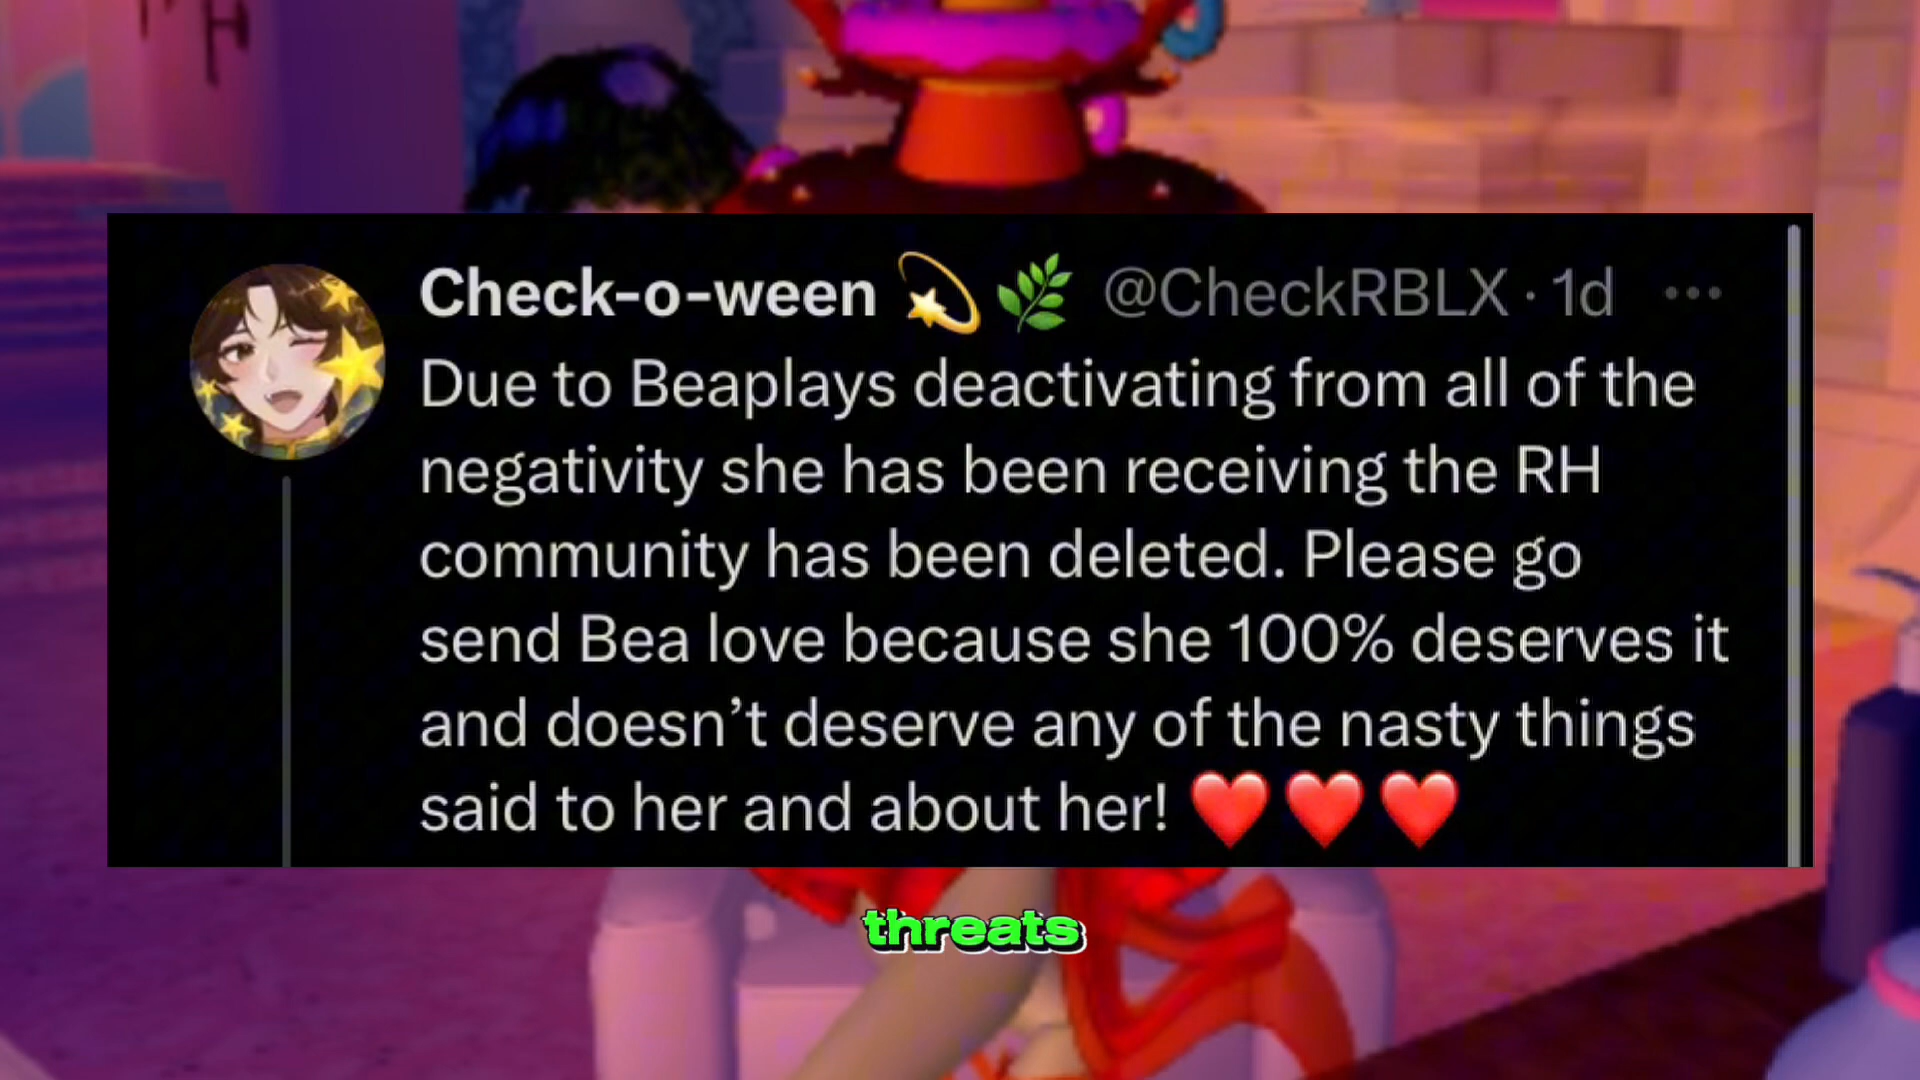 Check-o-ween 💫🌿 @CheckRBLX · 1d ...
Due to Beaplays deactivating from all of the
negativity she has been receiving the RH
community has been deleted. Please go
send Bea love because she 100% deserves it
and doesn’t deserve any of the nasty things
said to her and about her! ❤️❤️❤️
threats